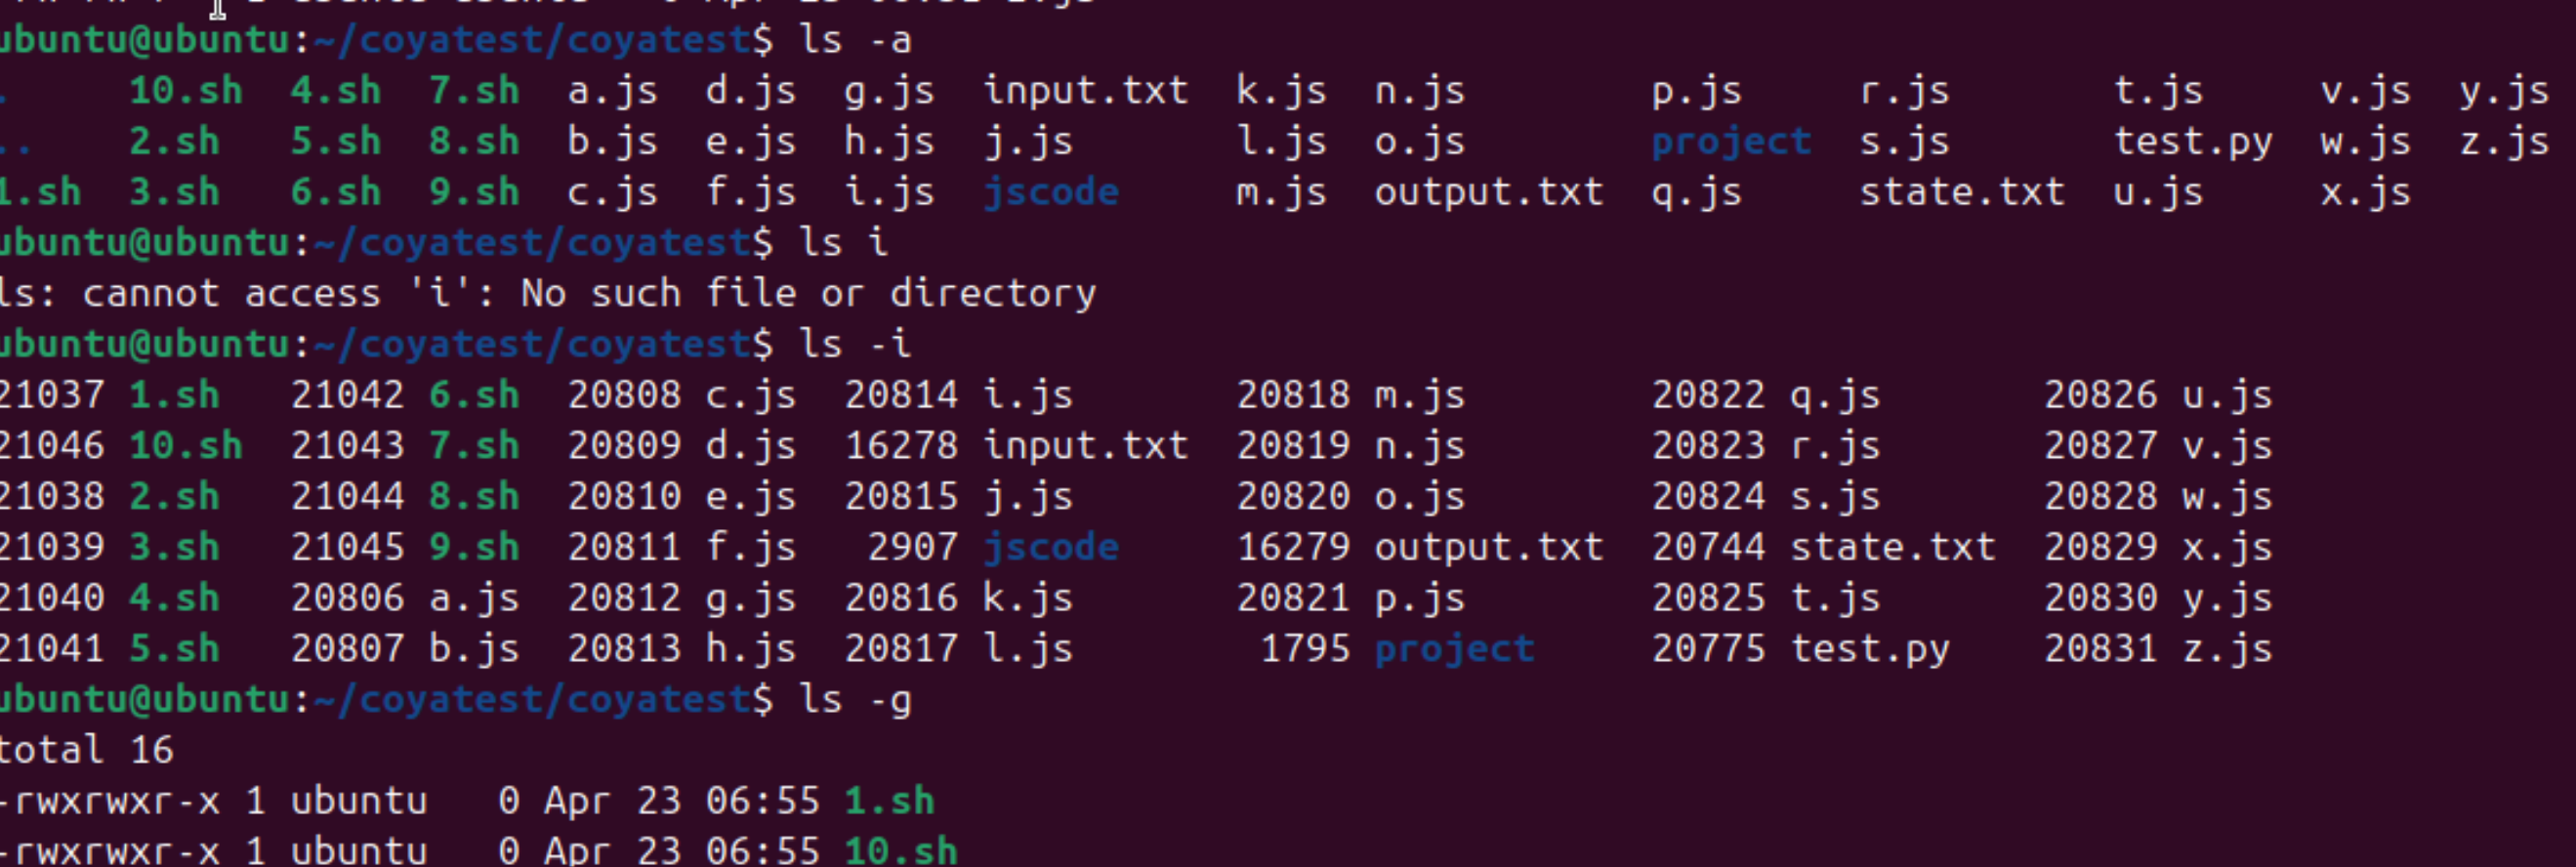 ubuntu@ubuntu:~/coyatest/coyatest$ ls -a
.     10.sh  4.sh  7.sh  a.js  d.js  g.js  input.txt  k.js  n.js        p.js     r.js       t.js     v.js  y.js
..    2.sh   5.sh  8.sh  b.js  e.js  h.js  j.js       l.js  o.js        project  s.js       test.py  w.js  z.js
1.sh  3.sh   6.sh  9.sh  c.js  f.js  i.js  jscode     m.js  output.txt  q.js     state.txt  u.js     x.js
ubuntu@ubuntu:~/coyatest/coyatest$ ls i
ls: cannot access 'i': No such file or directory
ubuntu@ubuntu:~/coyatest/coyatest$ ls -i
21037 1.sh   21042 6.sh  20808 c.js  20814 i.js       20818 m.js        20822 q.js       20826 u.js
21046 10.sh  21043 7.sh  20809 d.js  16278 input.txt  20819 n.js        20823 r.js       20827 v.js
21038 2.sh   21044 8.sh  20810 e.js  20815 j.js       20820 o.js        20824 s.js       20828 w.js
21039 3.sh   21045 9.sh  20811 f.js   2907 jscode     16279 output.txt  20744 state.txt  20829 x.js
21040 4.sh   20806 a.js  20812 g.js  20816 k.js       20821 p.js        20825 t.js       20830 y.js
21041 5.sh   20807 b.js  20813 h.js  20817 l.js        1795 project     20775 test.py    20831 z.js
ubuntu@ubuntu:~/coyatest/coyatest$ ls -g
total 16
-rwxrwxr-x 1 ubuntu   0 Apr 23 06:55 1.sh
-rwxrwxr-x 1 ubuntu   0 Apr 23 06:55 10.sh